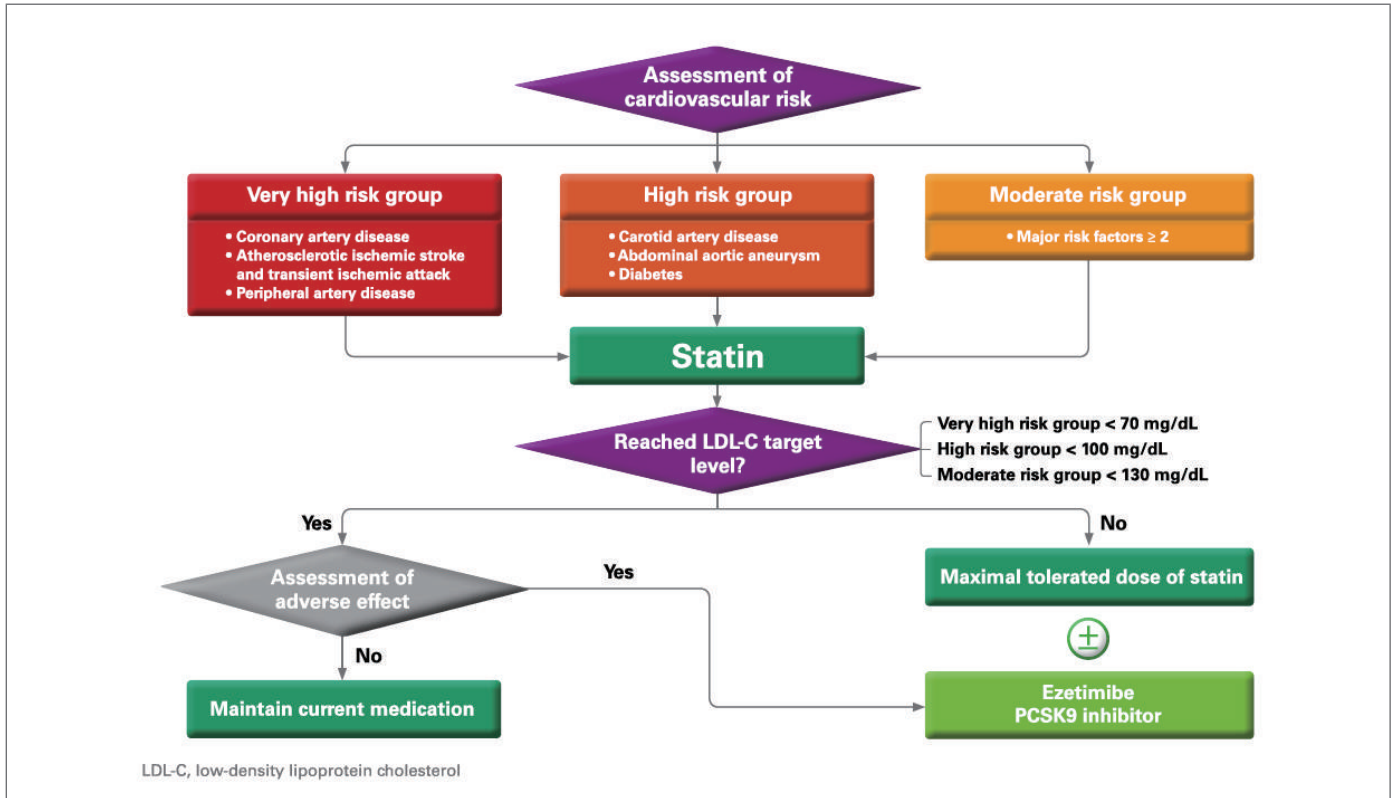 Assessment of
cardiovascular risk
Very high risk group
• Coronary artery disease
• Atherosclerotic ischemic stroke
and transient ischemic attack
• Peripheral artery disease
High risk group
• Carotid artery disease
• Abdominal aortic aneurysm
• Diabetes
Moderate risk group
• Major risk factors ≥ 2
Statin
Reached LDL-C target
level?
Very high risk group < 70 mg/dL
High risk group < 100 mg/dL
Moderate risk group < 130 mg/dL
Yes
No
Assessment of
adverse effect
Yes
No
Maintain current medication
Maximal tolerated dose of statin
±
Ezetimibe
PCSK9 inhibitor
LDL-C, low-density lipoprotein cholesterol